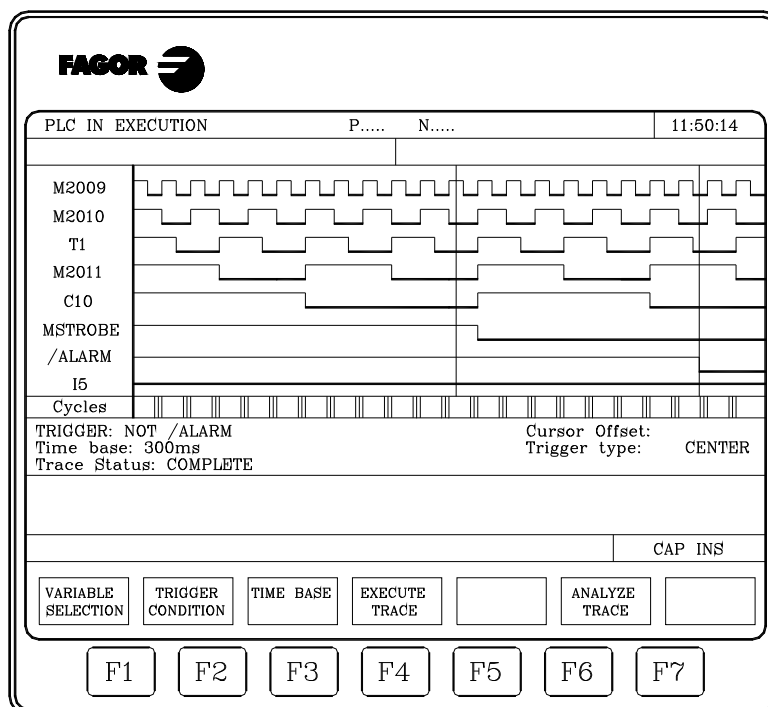 FAGOR
PLC IN EXECUTION P..... N..... 11:50:14
M2009
M2010
T1
M2011
C10
MSTROBE
/ALARM
I5
Cycles
TRIGGER: NOT /ALARM
Time base: 300ms
Trace Status: COMPLETE
Cursor Offset:
Trigger type: CENTER
CAP INS
VARIABLE SELECTION
TRIGGER CONDITION
TIME BASE
EXECUTE TRACE
ANALYZE TRACE
F1 F2 F3 F4 F5 F6 F7